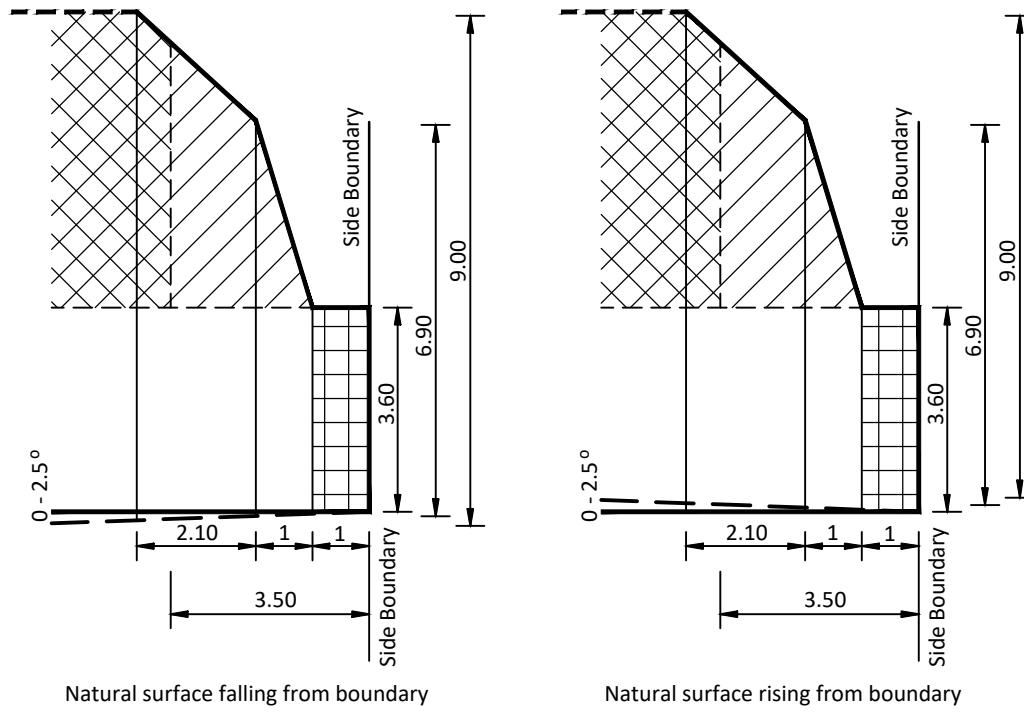 Side Boundary
9.00
6.90
3.60
0 - 2.5 º
2.10
1
1
3.50
Side Boundary
Natural surface falling from boundary
Side Boundary
9.00
6.90
3.60
0 - 2.5 º
2.10
1
1
3.50
Side Boundary
Natural surface rising from boundary